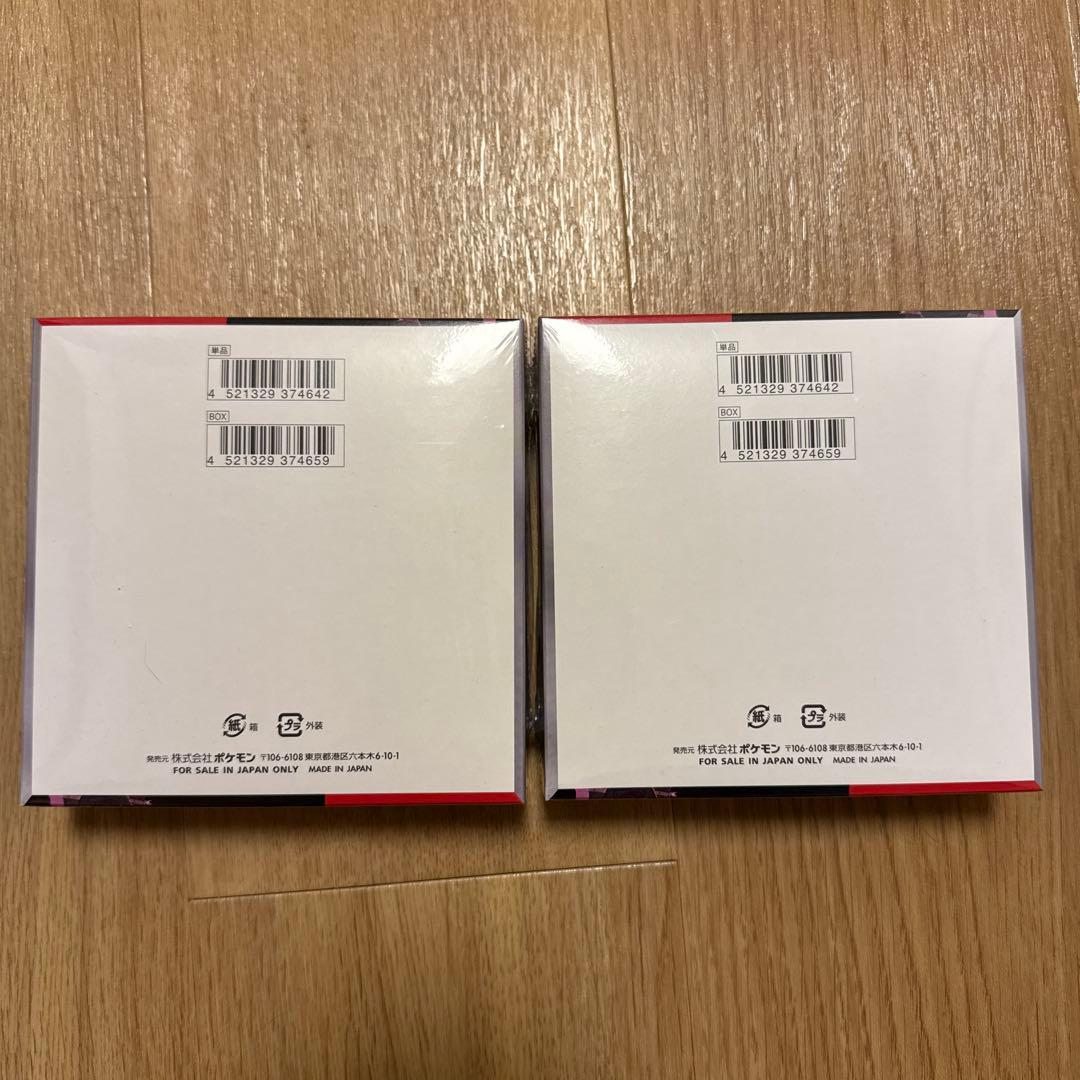 単品
4 521329 374642
BOX
4 521329 374659
紙 箱 プラ 外装
発売元 株式会社ポケモン 〒106-6108 東京都港区六本木6-10-1
FOR SALE IN JAPAN ONLY MADE IN JAPAN
単品
4 521329 374642
BOX
4 521329 374659
紙 箱 プラ 外装
発売元 株式会社ポケモン 〒106-6108 東京都港区六本木6-10-1
FOR SALE IN JAPAN ONLY MADE IN JAPAN